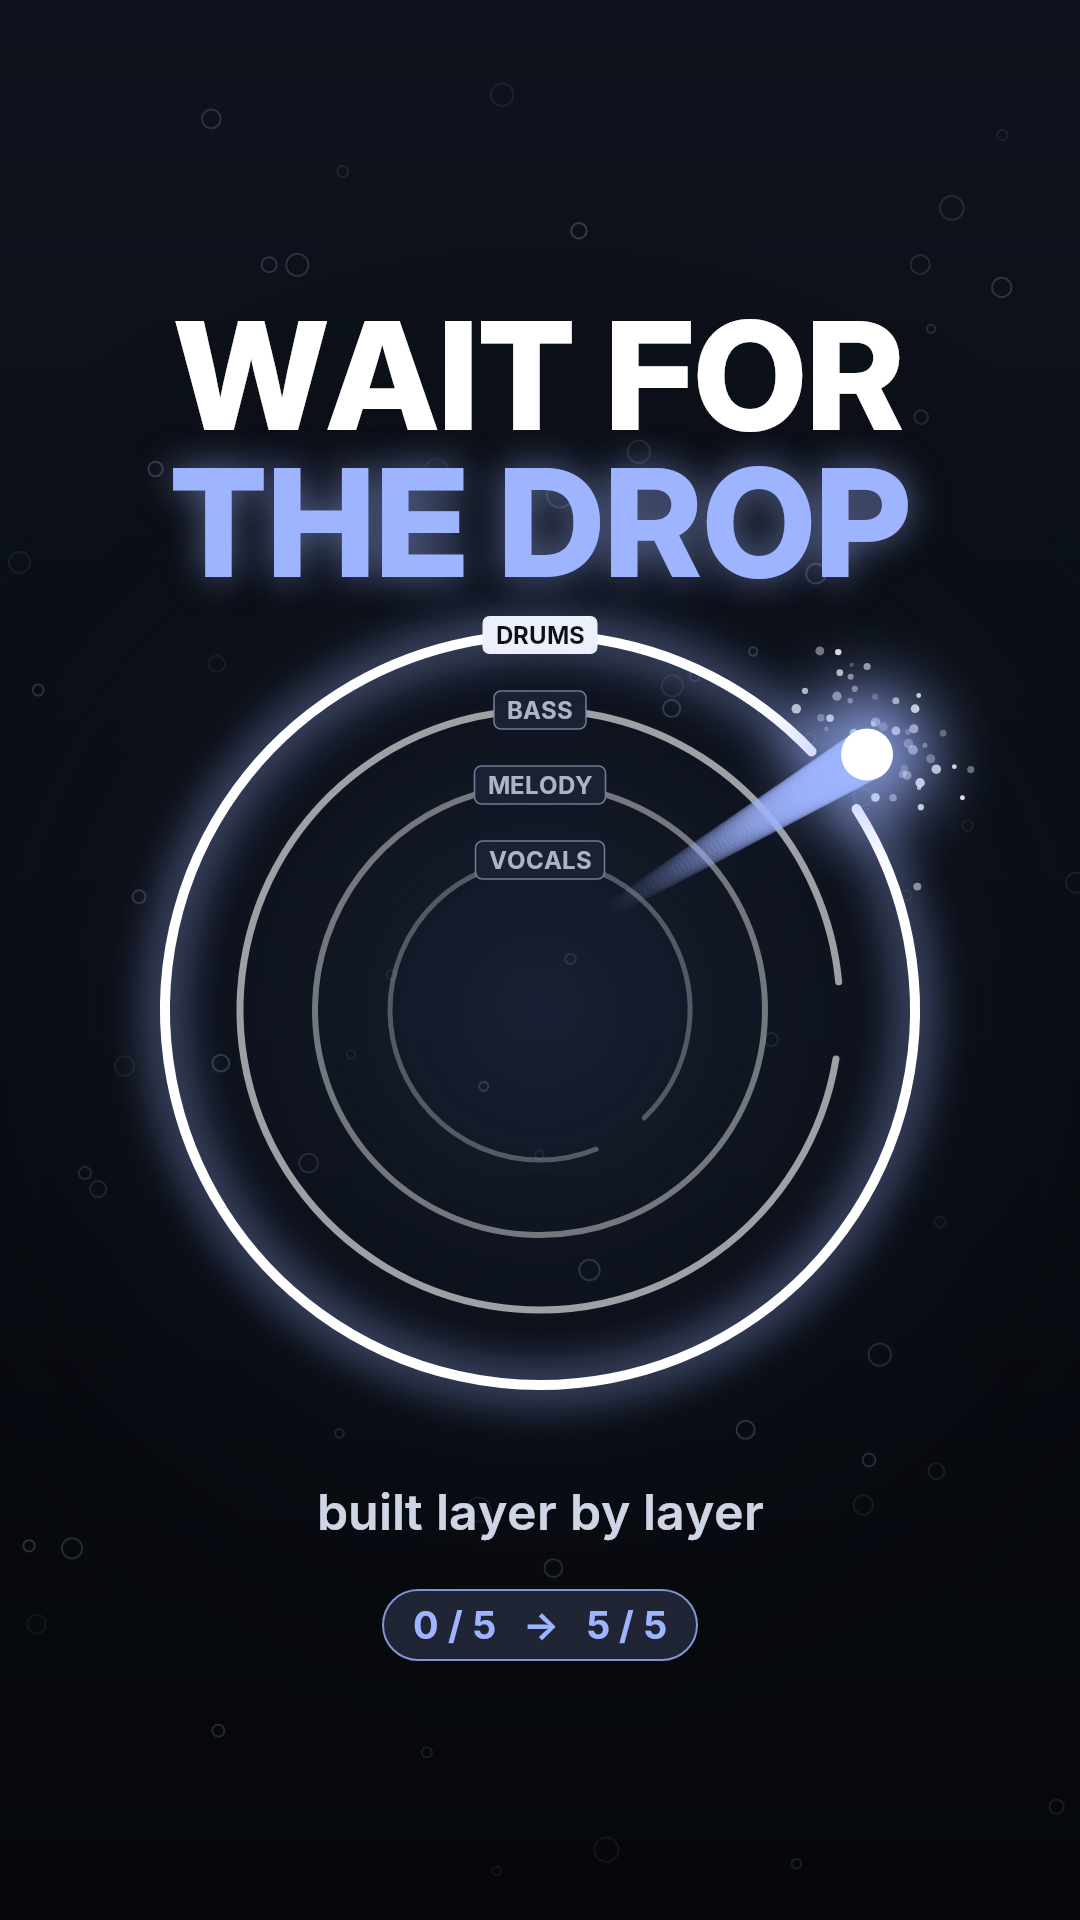 WAIT FOR
THE DROP
DRUMS
BASS
MELODY
VOCALS
built layer by layer
0 / 5 → 5 / 5